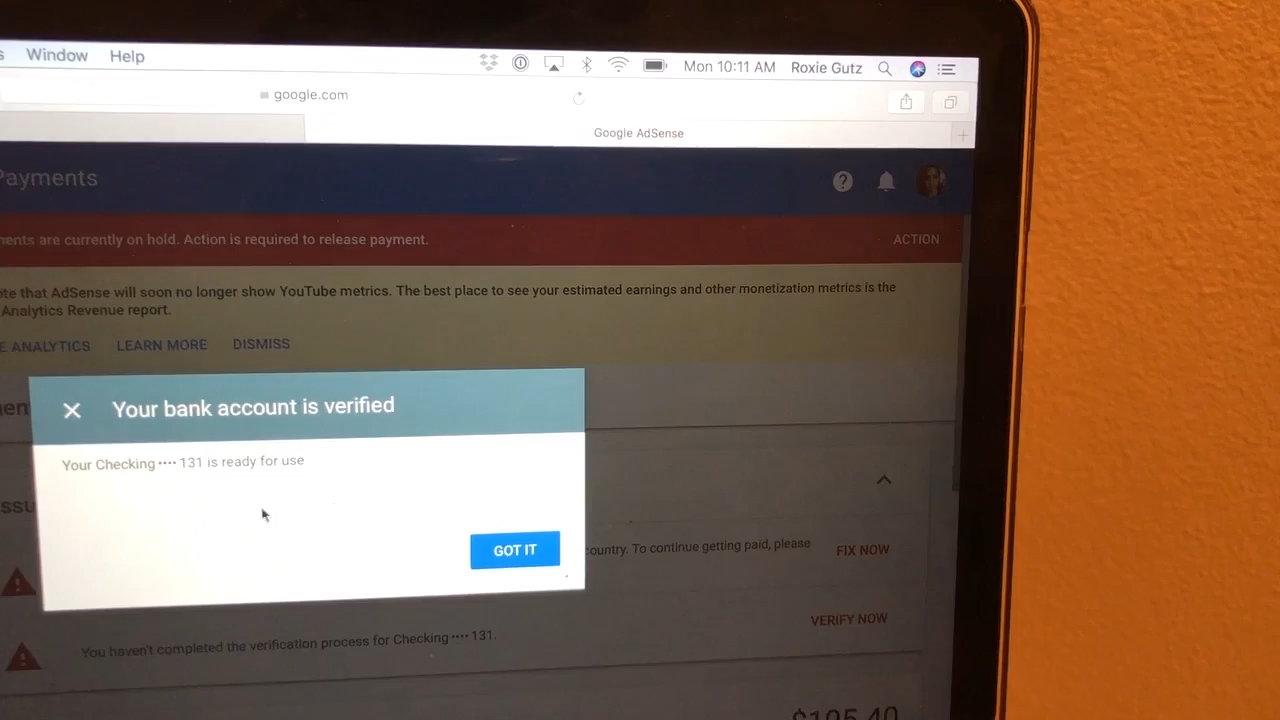 Window Help Mon 10:11 AM Roxie Gutz
google.com
Google AdSense
Payments
are currently on hold. Action is required to release payment. ACTION
that AdSense will soon no longer show YouTube metrics. The best place to see your estimated earnings and other monetization metrics is the
Analytics Revenue report.
ANALYTICS LEARN MORE DISMISS
Your bank account is verified
Your Checking •••• 131 is ready for use
GOT IT
To continue getting paid, please FIX NOW
VERIFY NOW
You haven't completed the verification process for Checking •••• 131.
$105.40